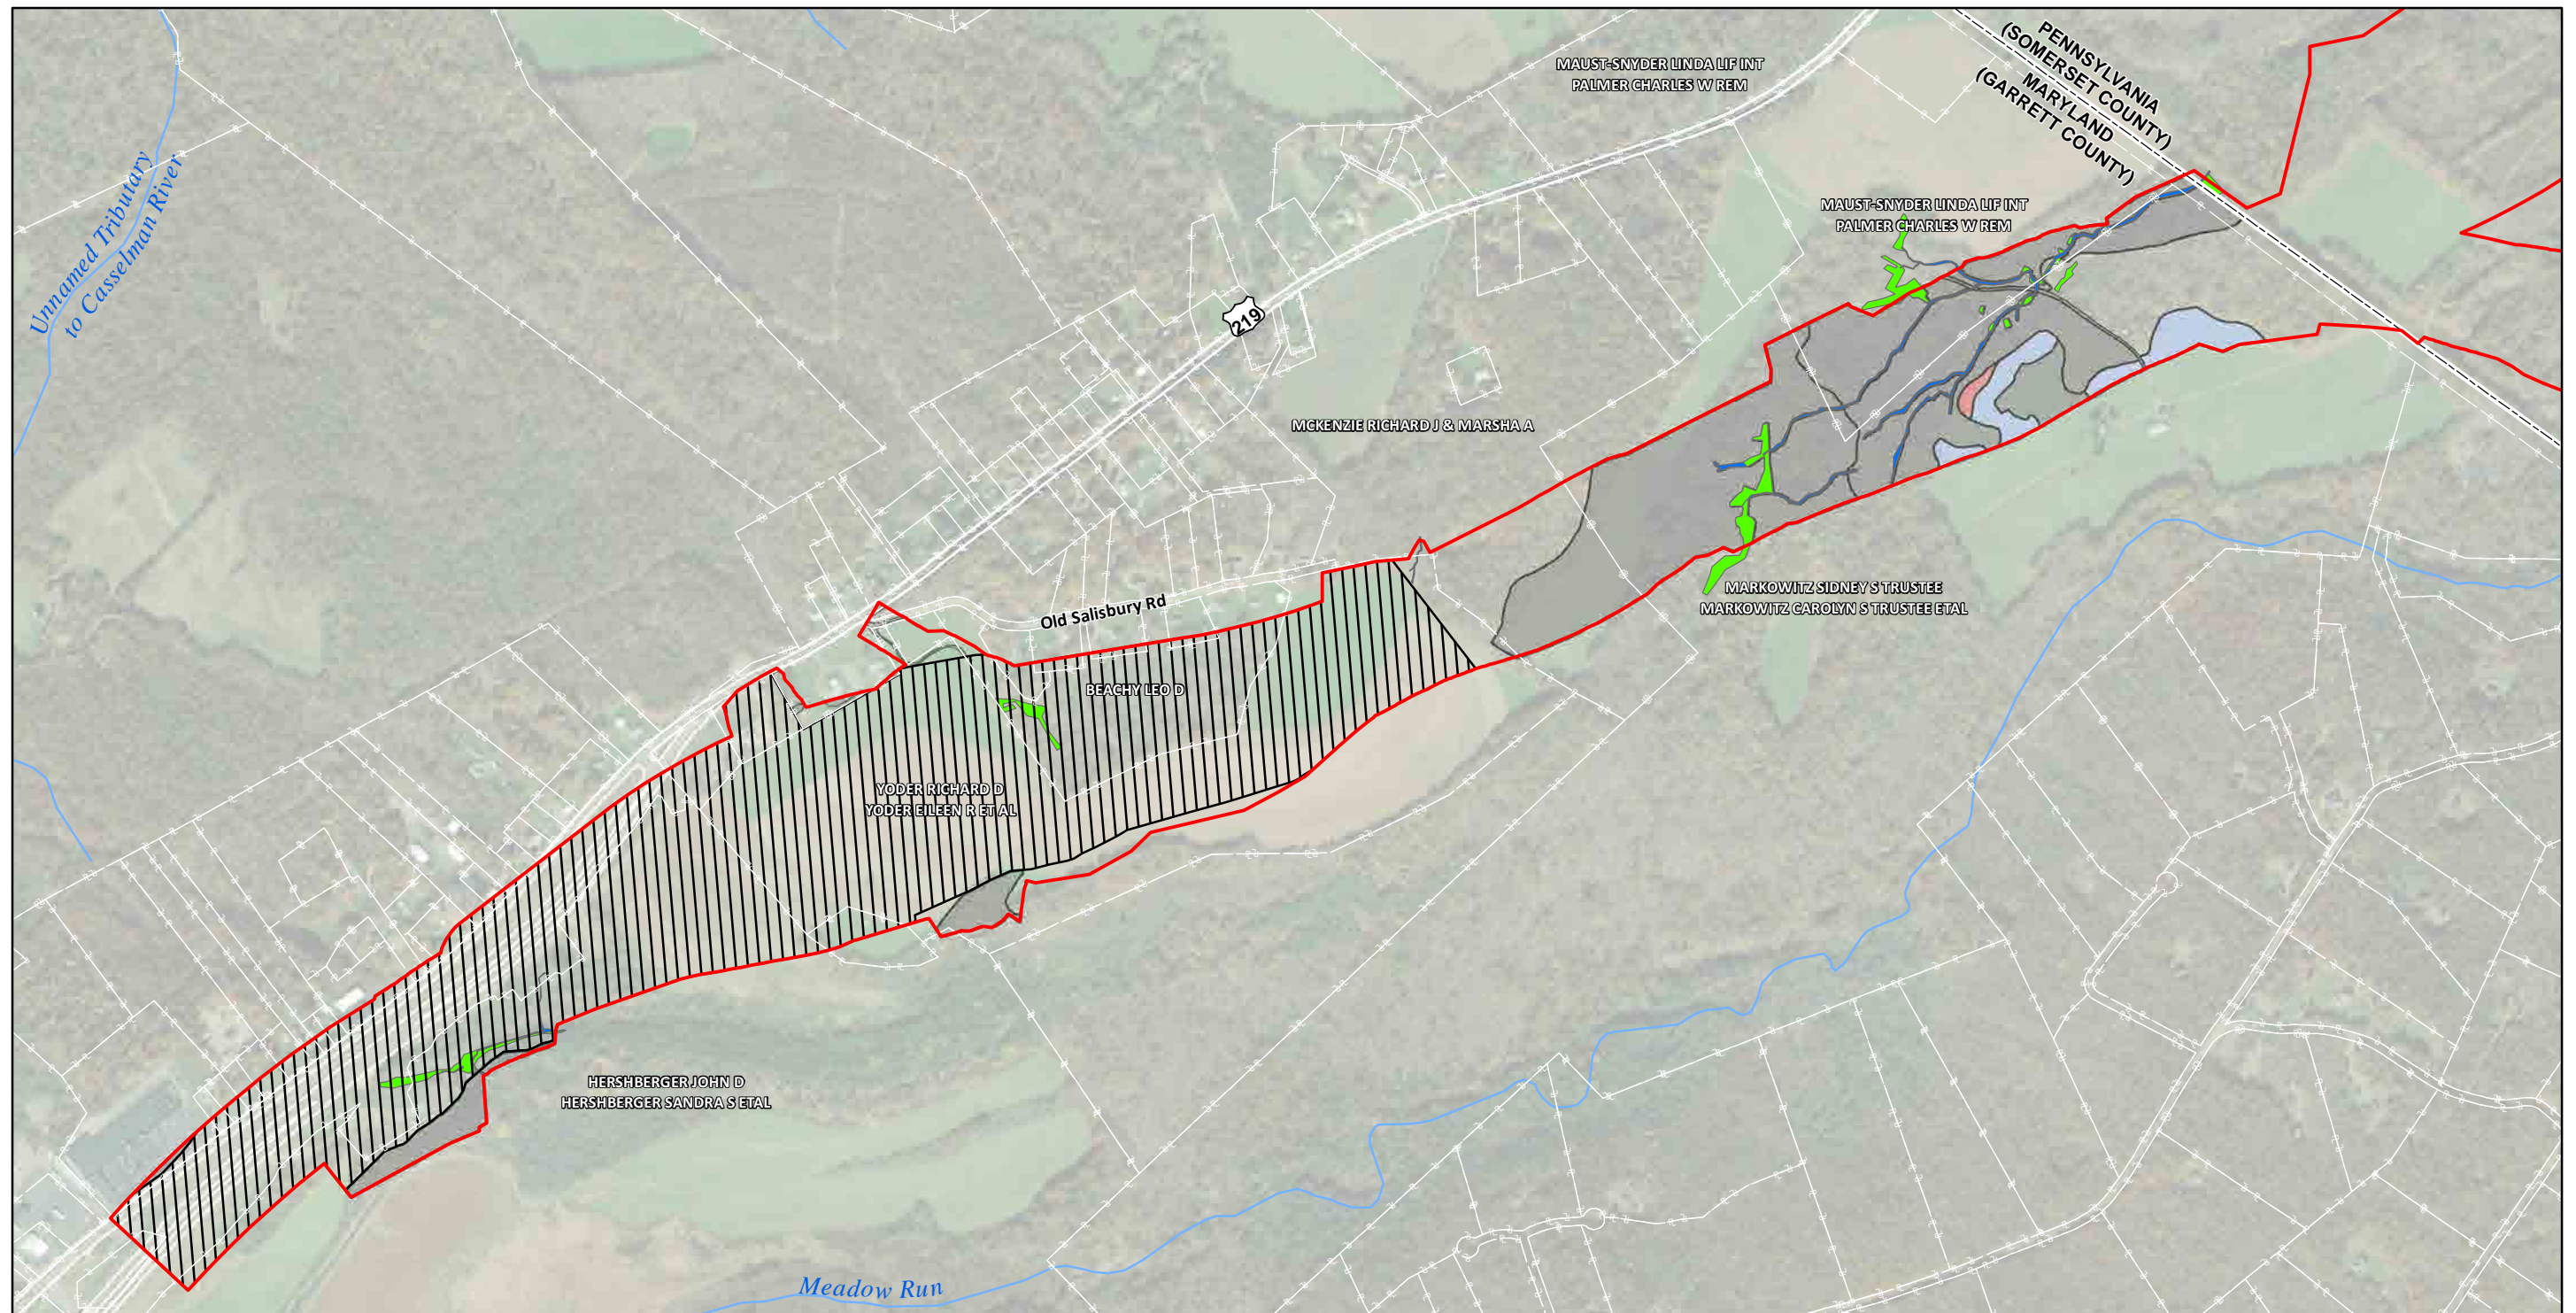 PENNSYLVANIA
(SOMERSET COUNTY)
MARYLAND
(GARRETT COUNTY)
MAUST-SNYDER LINDA LIF INT
PALMER CHARLES W REM
Unnamed Tributary
to Casselman River
MAUST-SNYDER LINDA LIF INT
PALMER CHARLES W REM
219
MCKENZIE RICHARD J & MARSHA A
MARKOWITZ SIDNEY S TRUSTEE
MARKOWITZ CAROLYN S TRUSTEE ETAL
Old Salisbury Rd
BEACHY LEO D
YODER RICHARD D
YODER EILEEN R ET AL
HERSHBERGER JOHN D
HERSHBERGER SANDRA S ETAL
Meadow Run